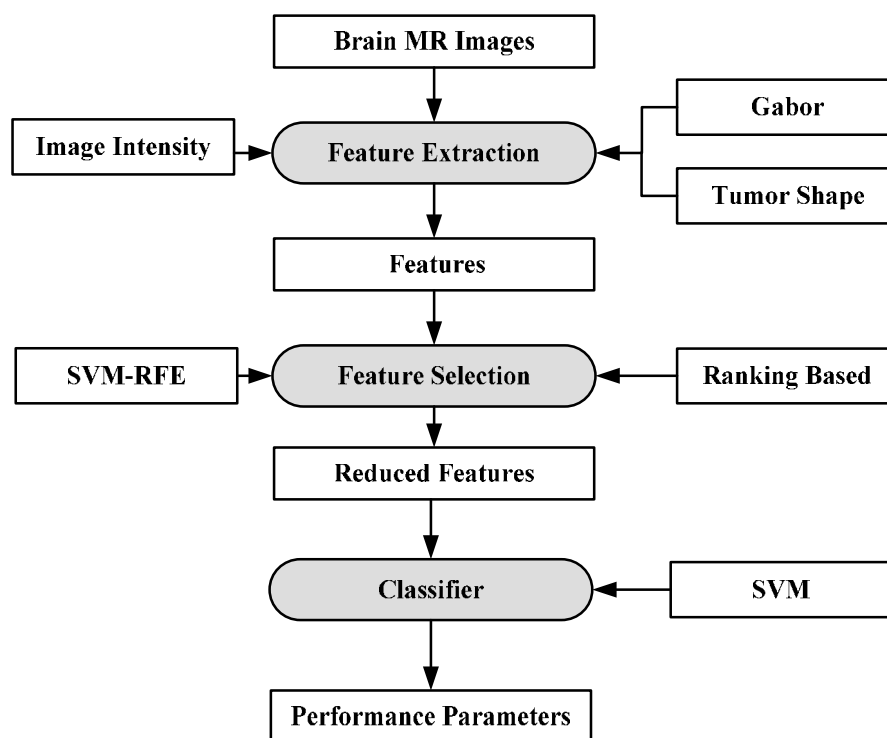 Brain MR Images
Gabor
Image Intensity
Feature Extraction
Tumor Shape
Features
SVM-RFE
Feature Selection
Ranking Based
Reduced Features
Classifier
SVM
Performance Parameters